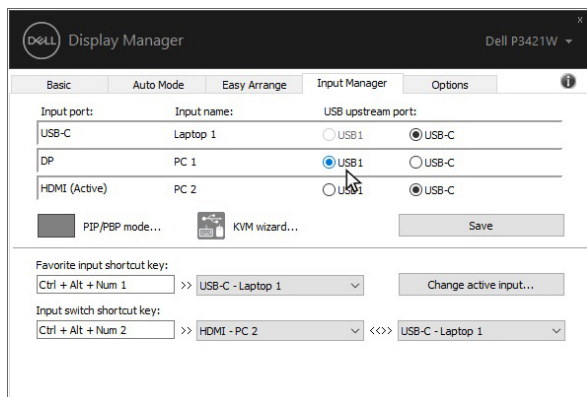 x
DELL Display Manager Dell P3421W
Basic Auto Mode Easy Arrange Input Manager Options i
Input port: Input name: USB upstream port:
USB-C Laptop 1 USB1 USB-C
DP PC 1 USB1 USB-C
HDMI (Active) PC 2 USB1 USB-C
PIP/PBP mode... KVM wizard... Save
Favorite input shortcut key:
Ctrl + Alt + Num 1 >> USB-C - Laptop 1 Change active input...
Input switch shortcut key:
Ctrl + Alt + Num 2 >> HDMI - PC 2 <<>> USB-C - Laptop 1